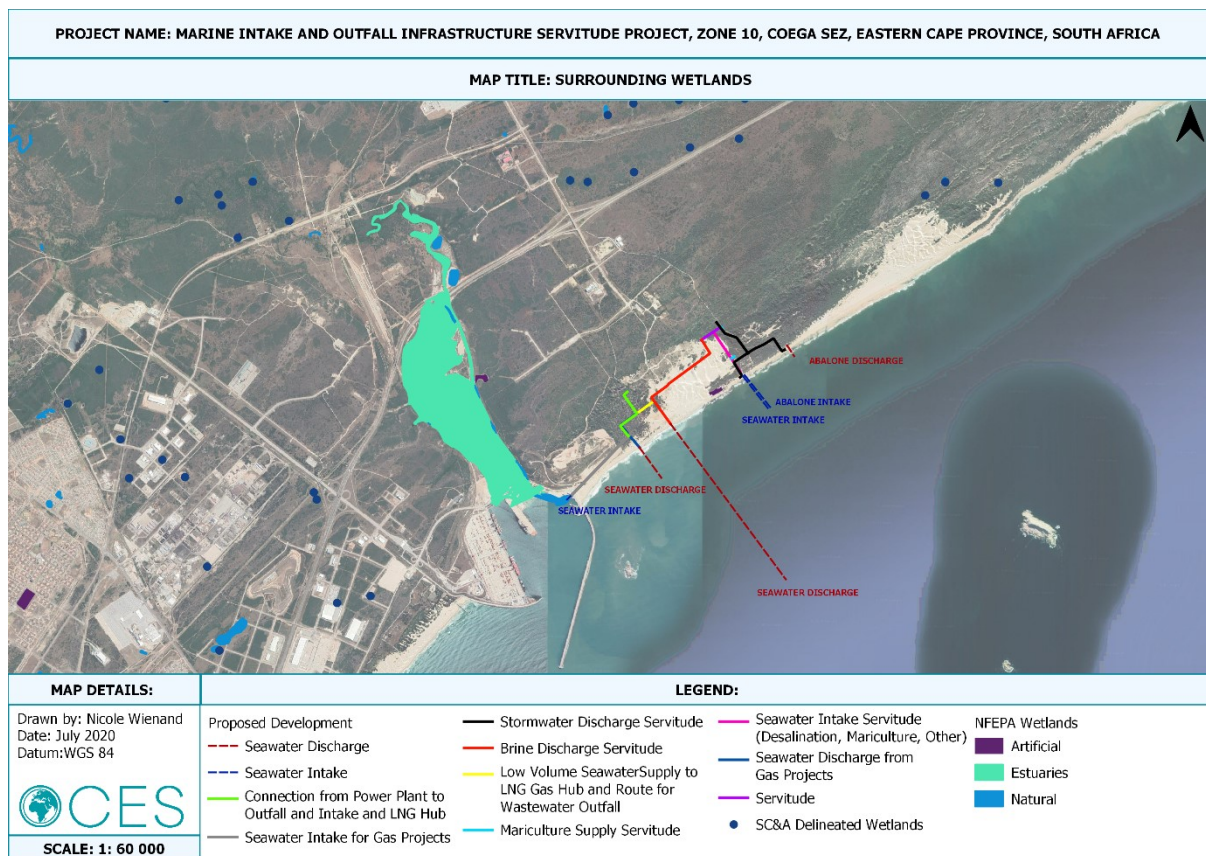 PROJECT NAME: MARINE INTAKE AND OUTFALL INFRASTRUCTURE SERVITUDE PROJECT, ZONE 10, COEGA SEZ, EASTERN CAPE PROVINCE, SOUTH AFRICA
MAP TITLE: SURROUNDING WETLANDS
ABALONE DISCHARGE
ABALONE INTAKE
SEAWATER INTAKE
SEAWATER DISCHARGE
SEAWATER INTAKE
SEAWATER DISCHARGE
MAP DETAILS:
Drawn by: Nicole Wienand
Date: July 2020
Datum:WGS 84
CES
SCALE: 1: 60 000
LEGEND:
Proposed Development
Seawater Discharge
Seawater Intake
Connection from Power Plant to
Outfall and Intake and LNG Hub
Seawater Intake for Gas Projects
Stormwater Discharge Servitude
Brine Discharge Servitude
Low Volume SeawaterSupply to
LNG Gas Hub and Route for
Wastewater Outfall
Mariculture Supply Servitude
Seawater Intake Servitude
(Desalination, Mariculture, Other)
Seawater Discharge from
Gas Projects
Servitude
SC&A Delineated Wetlands
NFEPA Wetlands
Artificial
Estuaries
Natural